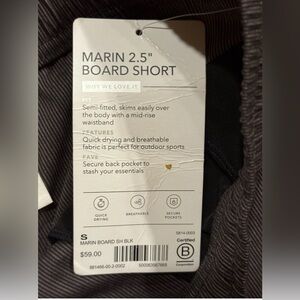 MARIN 2.5"
BOARD SHORT
WHY WE LOVE IT
FIT
Semi-fitted, skims easily over
the body with a mid-rise
waistband
FEATURES
Quick drying and breathable
fabric is perfect for outdoor sports
FAVE
Secure back pocket to
stash your essentials
QUICK
DRYING
BREATHABLE
SECURE
POCKETS
S
MARIN BOARD SH BLK
$59.00
Certified
B
Corporation